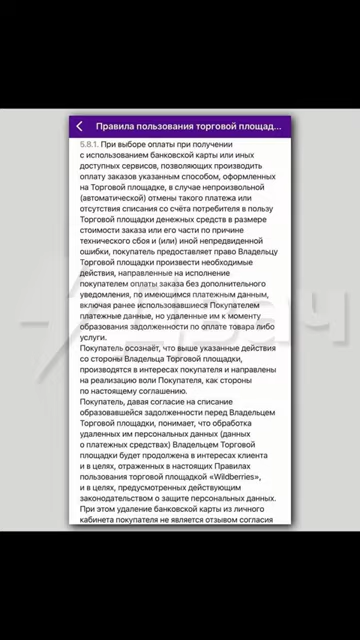 Правила пользования торговой площад...
5.8.1. При выборе оплаты при получении
с использованием банковской карты или иных
доступных сервисов, позволяющих производить
оплату заказов указанным способом, оформленных
на Торговой площадке, в случае непроизвольной
(автоматической) отмены такого платежа или
отсутствия списания со счёта потребителя в пользу
Торговой площадки денежных средств в размере
стоимости заказа или его части по причине
технического сбоя и (или) иной непредвиденной
ошибки, покупатель предоставляет право Владельцу
Торговой площадки произвести необходимые
действия, направленные на исполнение
покупателем оплаты заказа без дополнительного
уведомления, по имеющимся платежным данным,
включая ранее использовавшиеся Покупателем
платежные данные, но удаленные им к моменту
образования задолженности по оплате товара либо
услуги.
Покупатель осознаёт, что выше указанные действия
со стороны Владельца Торговой площадки,
производятся в интересах покупателя и направлены
на реализацию воли Покупателя, как стороны
по настоящему соглашению.
Покупатель, давая согласие на списание
образовавшейся задолженности перед Владельцем
Торговой площадки, понимает, что обработка
удаленных им персональных данных (данных
о платежных средствах) Владельцем Торговой
площадки будет продолжена в интересах клиента
и в целях, отраженных в настоящих Правилах
пользования торговой площадкой «Wildberries»,
и в целях, предусмотренных действующим
законодательством о защите персональных данных.
При этом удаление банковской карты из личного
кабинета покупателя не является отзывом согласия